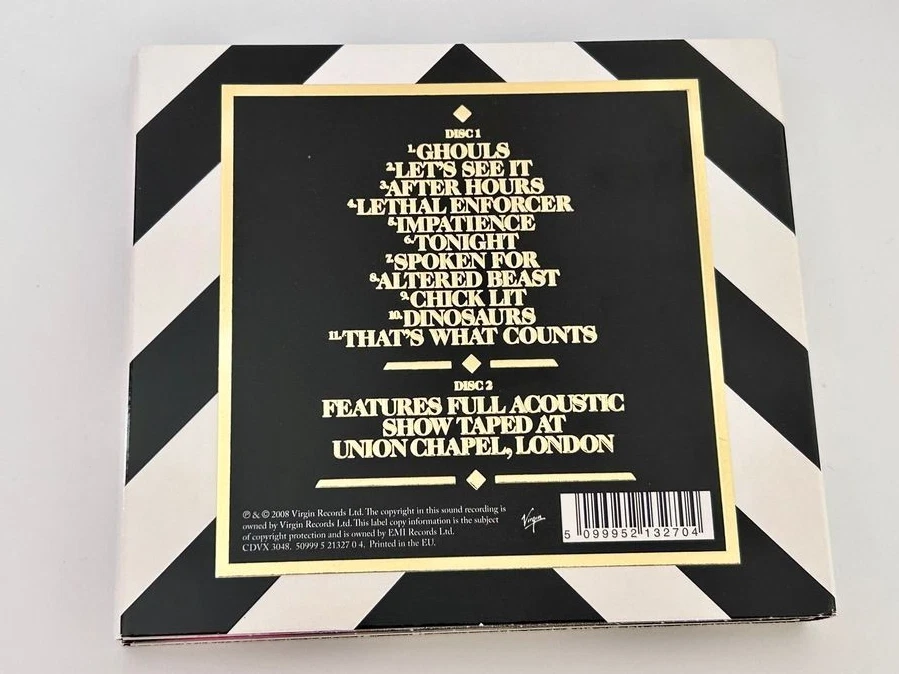 DISC 1
1. GHOULS
2. LET'S SEE IT
3. AFTER HOURS
4. LETHAL ENFORCER
5. IMPATIENCE
6. TONIGHT
7. SPOKEN FOR
8. ALTERED BEAST
9. CHICK LIT
10. DINOSAURS
11. THAT'S WHAT COUNTS
DISC 2
FEATURES FULL ACOUSTIC
SHOW TAPED AT
UNION CHAPEL, LONDON
℗ & © 2008 Virgin Records Ltd. The copyright in this sound recording is
owned by Virgin Records Ltd. This label copy information is the subject
of copyright protection and is owned by EMI Records Ltd.
CDVX 3048. 50999 5 21327 0 4. Printed in the EU.
Virgin
5 099952 132704